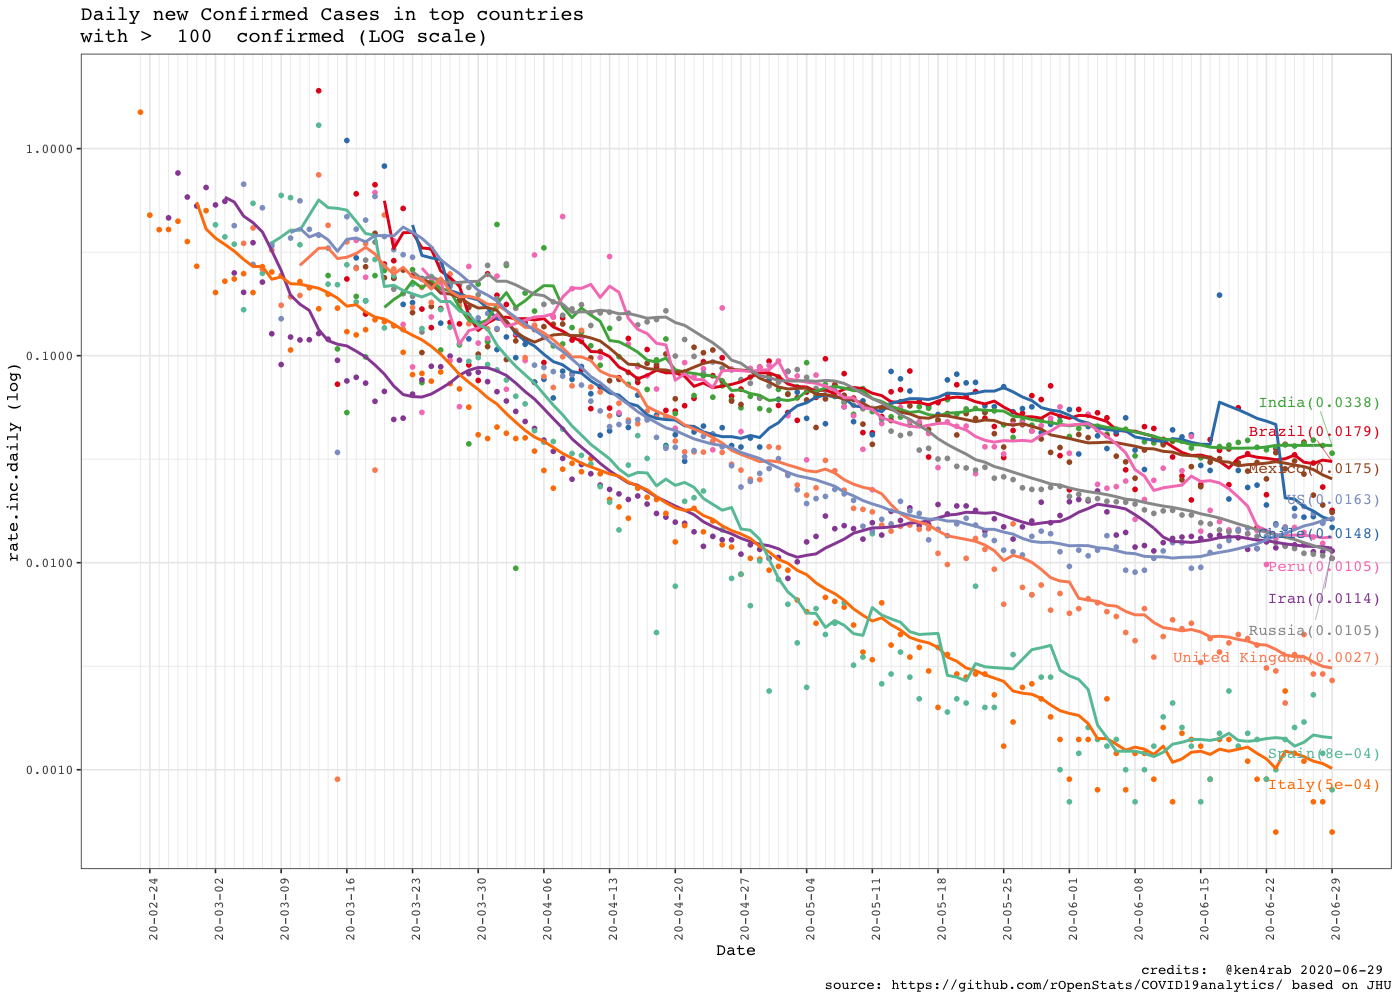 Daily new Confirmed Cases in top countries
with >  100  confirmed (LOG scale)
rate.inc.daily (log)
1.0000
0.1000
0.0100
0.0010
India(0.0338)
Brazil(0.0179)
Mexico(0.0175)
US(0.0163)
Chile(0.0148)
Peru(0.0105)
Iran(0.0114)
Russia(0.0105)
United Kingdom(0.0027)
Spain(8e-04)
Italy(5e-04)
20-02-24
20-03-02
20-03-09
20-03-16
20-03-23
20-03-30
20-04-06
20-04-13
20-04-20
20-04-27
20-05-04
20-05-11
20-05-18
20-05-25
20-06-01
20-06-08
20-06-15
20-06-22
20-06-29
Date
credits:  @ken4rab 2020-06-29
source: https://github.com/rOpenStats/COVID19analytics/ based on JHU